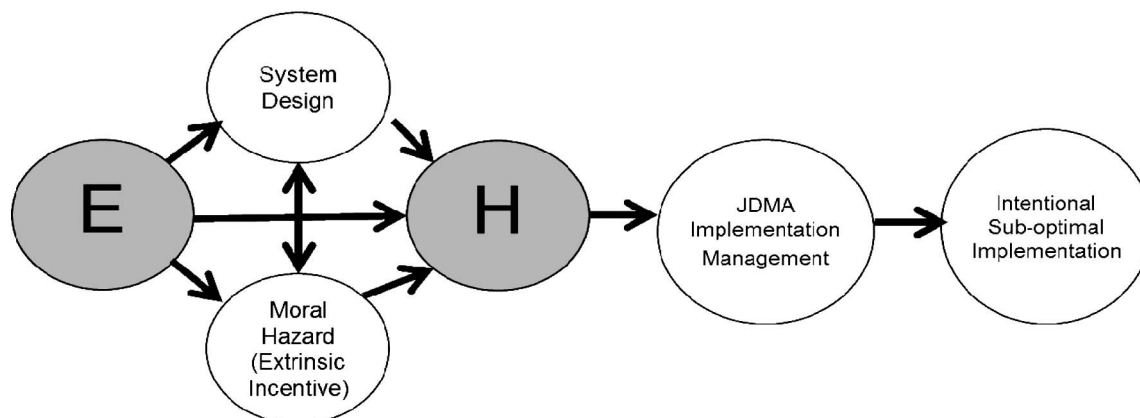 System
Design
E
H
Moral
Hazard
(Extrinsic
Incentive)
JDMA
Implementation
Management
Intentional
Sub-optimal
Implementation